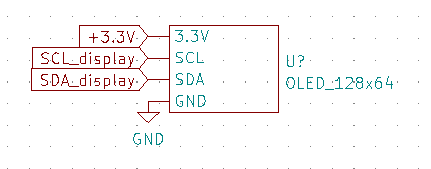 +3.3V 3.3V
SCL_display SCL
U?
SDA_display SDA
OLED_128x64
GND
GND